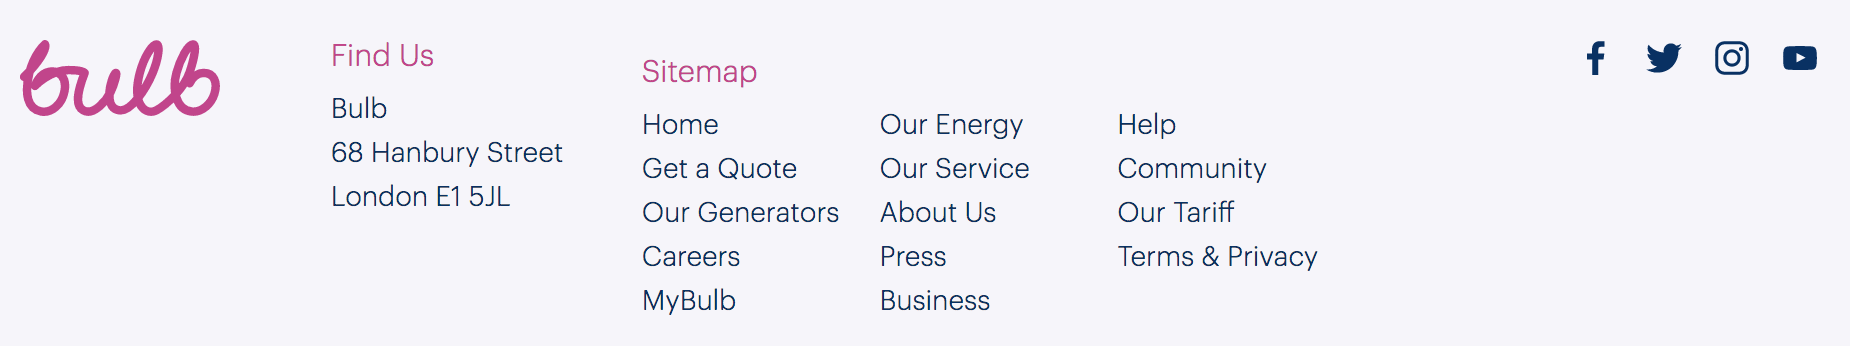 bulb
Find Us
Bulb
68 Hanbury Street
London E1 5JL
Sitemap
Home
Get a Quote
Our Generators
Careers
MyBulb
Our Energy
Our Service
About Us
Press
Business
Help
Community
Our Tariff
Terms & Privacy